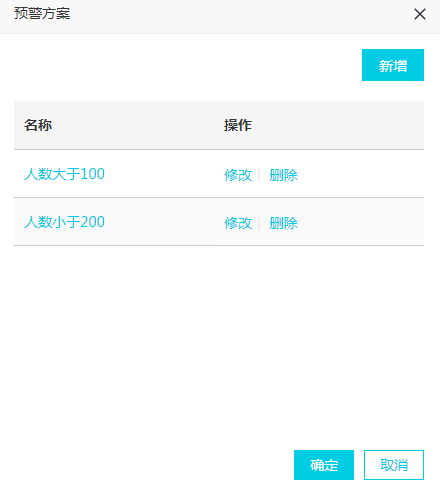 预警方案
新增
名称 操作
人数大于100 修改 | 删除
人数小于200 修改 | 删除
确定 取消